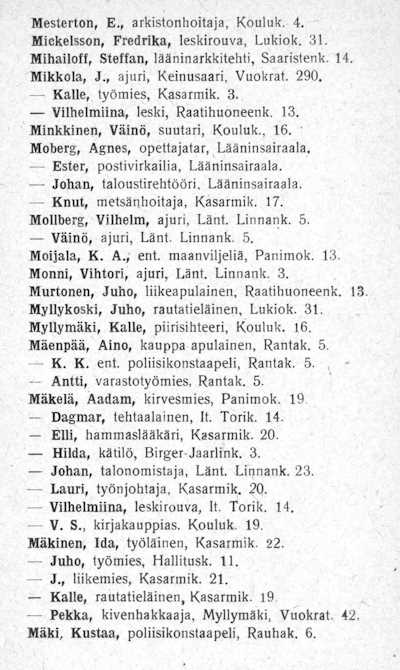 Mesterton, E., arkistonhoitaja, Kouluk. 4.
Mickelsson, Fredrika, leskirouva, Lukiok. 31.
Mihailoff, Steffan, lääninarkkitehti, Saaristenk. 14.
Mikkola, J., ajuri, Keinusaari, Vuokrat. 290.
— Kalle, työmies, Kasarmik. 3.
— Vilhelmiina, leski, Raatihuoneenk. 13.
Minkkinen, Väinö, suutari, Kouluk., 16.
Moberg, Agnes, opettajatar, Lääninsairaala.
— Ester, postivirkailia, Lääninsairaala.
— Johan, taloustirehtööri, Lääninsairaala.
— Knut, metsänhoitaja, Kasarmik. 17.
Mollberg, Vilhelm, ajuri, Länt. Linnank. 5.
— Väinö, ajuri, Länt. Linnank. 5.
Moijala, K. A., ent. maanviljeliä, Panimok. 13.
Monni, Vihtori, ajuri, Länt. Linnank. 3.
Murtonen, Juho, liikeapulainen, Raatihuoneenk. 13.
Myllykoski, Juho, rautatieläinen, Lukiok. 31.
Myllymäki, Kalle, piirisihteeri, Kouluk. 16.
Mäenpää, Aino, kauppa-apulainen, Rantak. 5.
— K. K. ent. poliisikonstaapeli, Rantak. 5.
— Antti, varastotyömies, Rantak. 5.
Mäkelä, Aadam, kirvesmies, Panimok. 19.
— Dagmar, tehtaalainen, It. Torik. 14.
— Elli, hammaslääkäri, Kasarmik. 20.
— Hilda, kätilö, Birger-Jaarlink. 3.
— Johan, talonomistaja, Länt. Linnank. 23.
— Lauri, työnjohtaja, Kasarmik. 20.
— Vilhelmiina, leskirouva, It. Torik. 14.
— V. S., kirjakauppias. Kouluk. 19.
Mäkinen, Ida, työläinen, Kasarmik. 22.
— Juho, työmies, Hallitusk. 11.
— J., liikemies, Kasarmik. 21.
— Kalle, rautatieläinen, Kasarmik. 19.
— Pekka, kivenhakkaaja, Myllymäki, Vuokrat. 42.
Mäki, Kustaa, poliisikonstaapeli, Rauhak. 6.